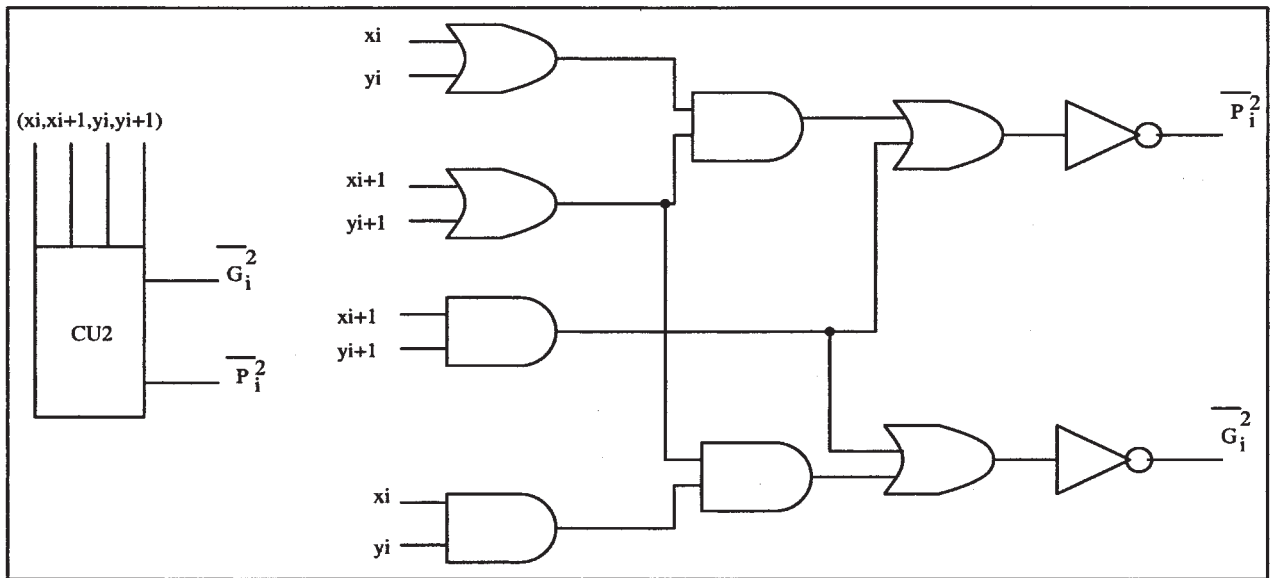 (xi,xi+1,yi,yi+1)
CU2
G̅ᵢ²
P̅ᵢ²
xi
yi
xi+1
yi+1
xi+1
yi+1
xi
yi
P̅ᵢ²
G̅ᵢ²